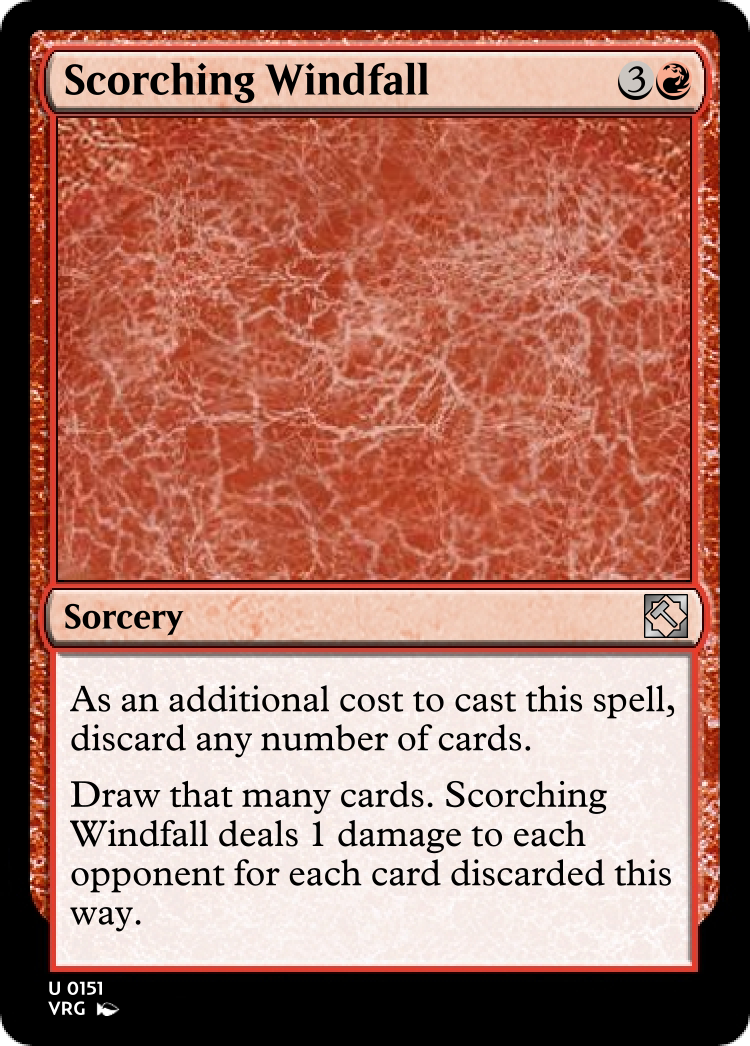 Scorching Windfall 3
Sorcery
As an additional cost to cast this spell,
discard any number of cards.
Draw that many cards. Scorching
Windfall deals 1 damage to each
opponent for each card discarded this
way.
U 0151
VRG